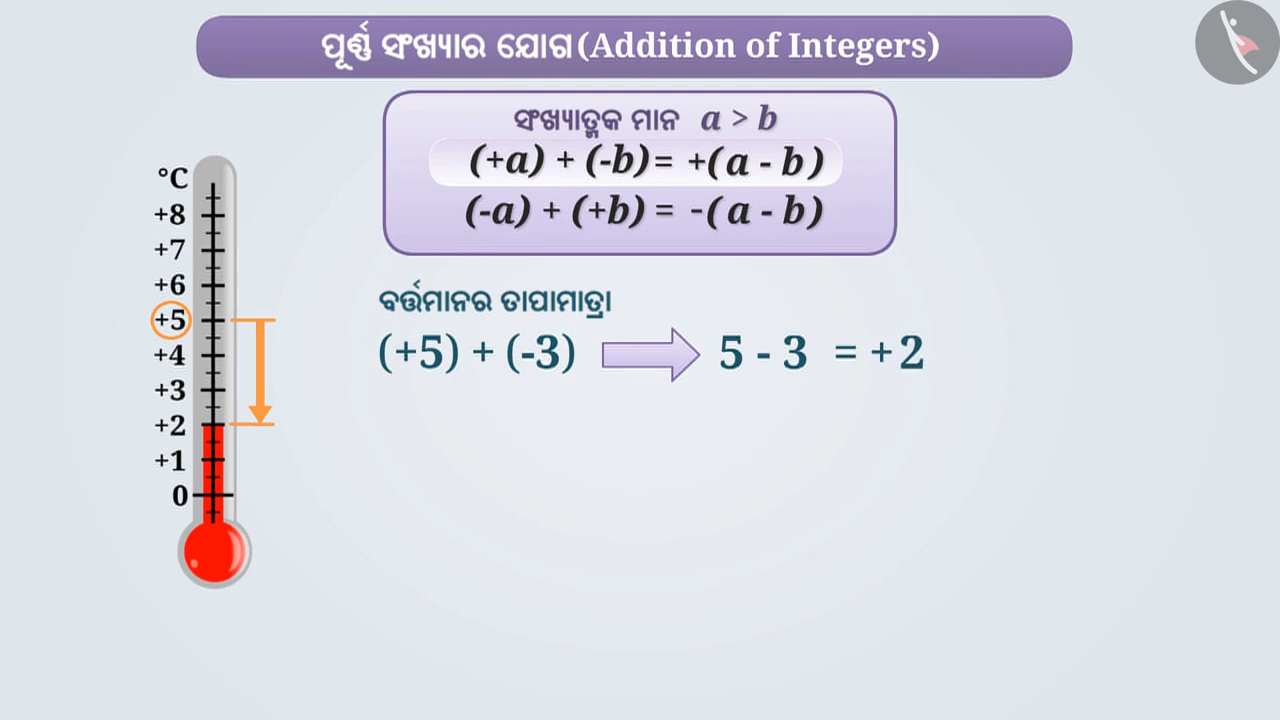 ପୂର୍ଣ୍ଣ ସଂଖ୍ୟାର ଯୋଗ (Addition of Integers)
ସଂଖ୍ୟାତ୍ମକ ମାନ a > b
(+a) + (-b) = +(a - b)
(-a) + (+b) = -(a - b)
°C
+8
+7
+6
+5
+4
+3
+2
+1
0
ବର୍ତ୍ତମାନର ତାପାମାତ୍ରା
(+5) + (-3) 5 - 3 = +2